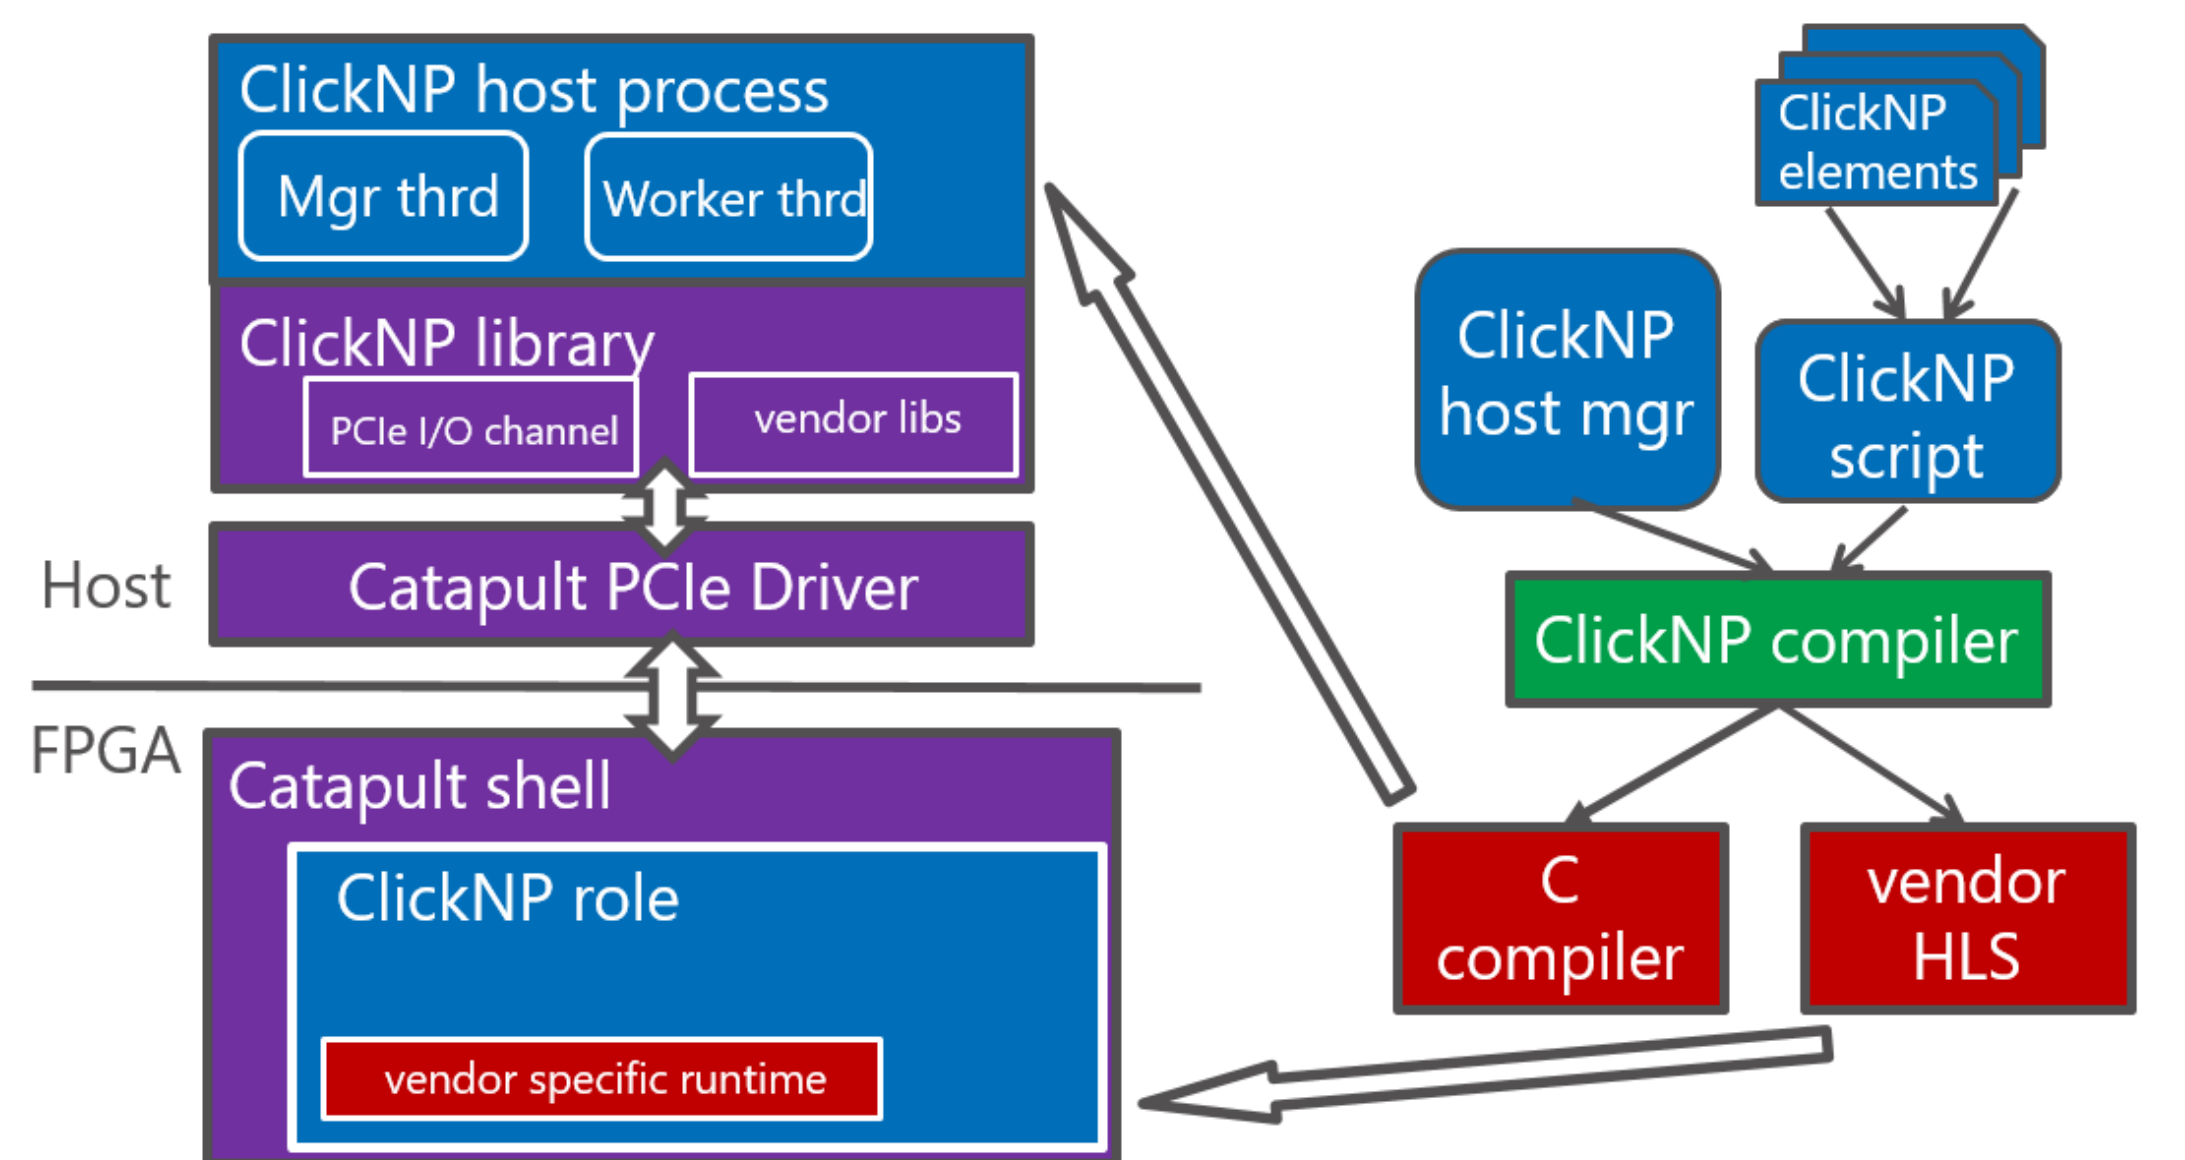 ClickNP host process
Mgr thrd
Worker thrd
ClickNP library
PCIe I/O channel
vendor libs
Host
Catapult PCIe Driver
FPGA
Catapult shell
ClickNP role
vendor specific runtime
ClickNP
elements
ClickNP
host mgr
ClickNP
script
ClickNP compiler
C
compiler
vendor
HLS